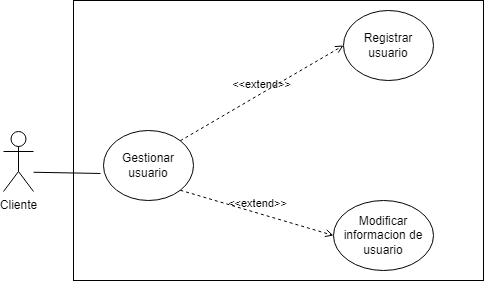 Registrar
usuario
<<extend>>
Gestionar
usuario
Cliente
<<extend>>
Modificar
informacion de
usuario